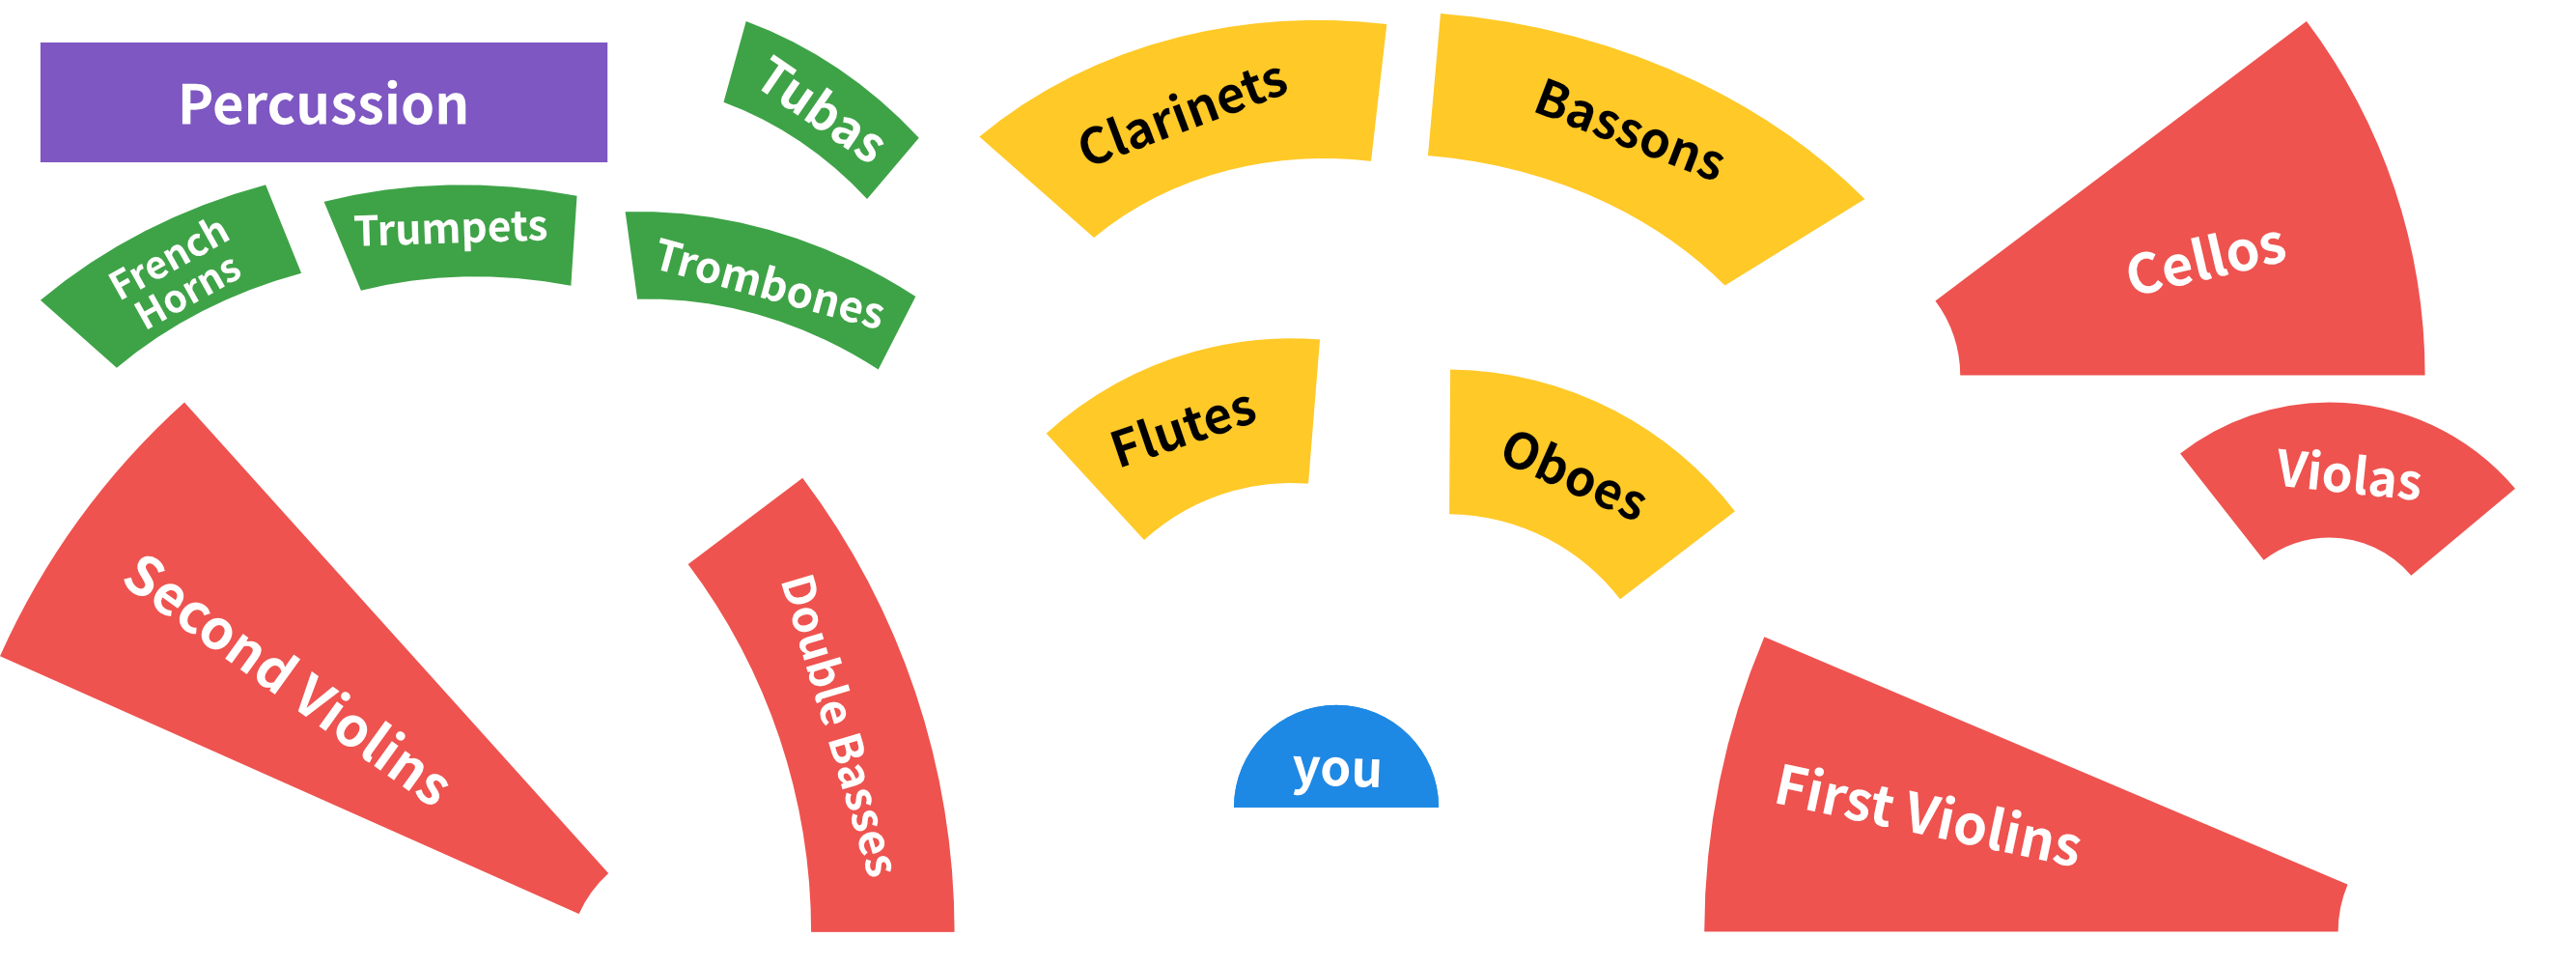 Percussion
Tubas
Clarinets
Bassons
Cellos
French
Horns
Trumpets
Trombones
Flutes
Oboes
Violas
Second Violins
Double Basses
you
First Violins